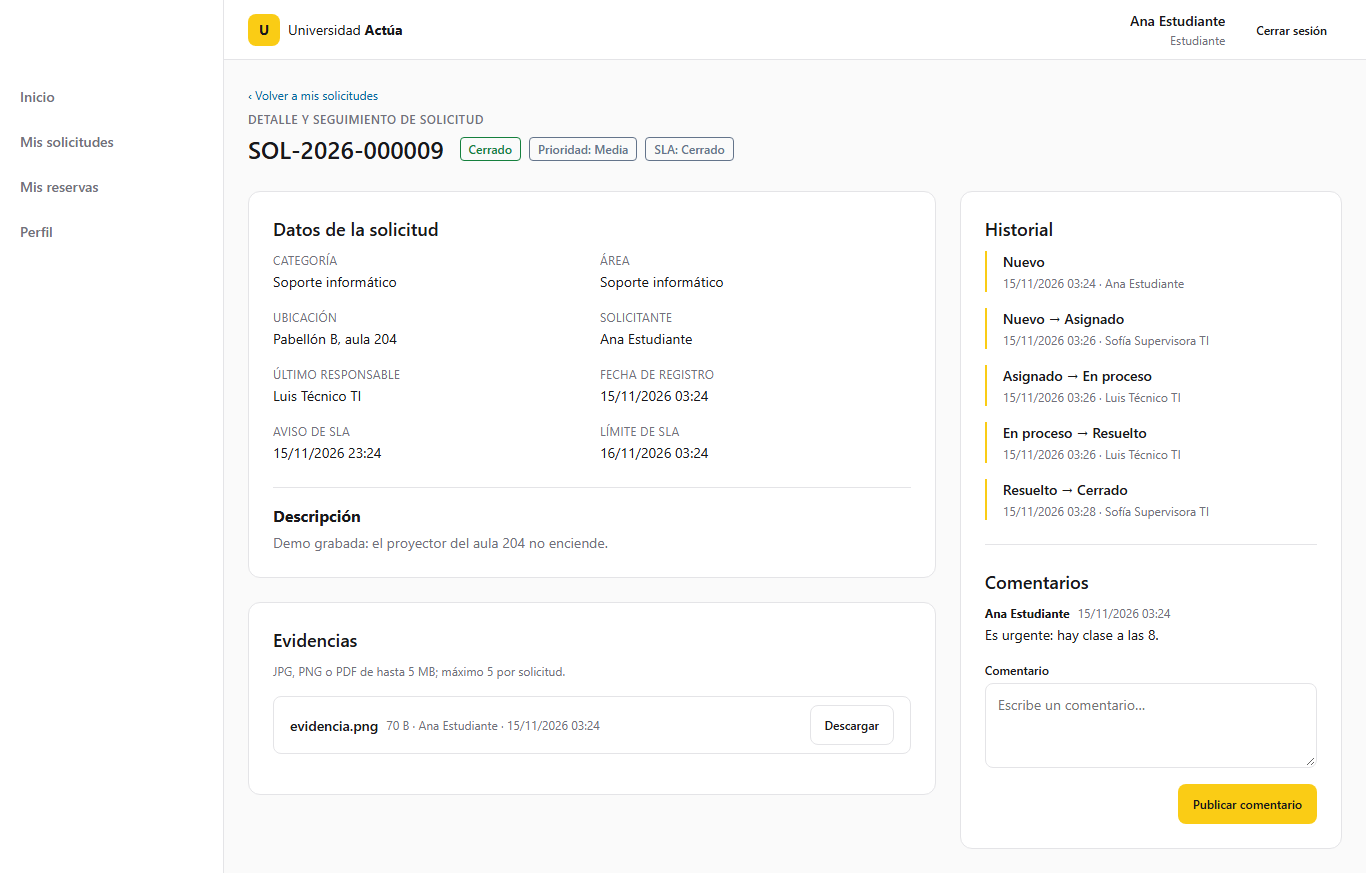 U Universidad Actúa
Ana Estudiante
Estudiante
Cerrar sesión
Inicio
Mis solicitudes
Mis reservas
Perfil
‹ Volver a mis solicitudes
DETALLE Y SEGUIMIENTO DE SOLICITUD
SOL-2026-000009 Cerrado Prioridad: Media SLA: Cerrado
Datos de la solicitud
CATEGORÍA
Soporte informático
ÁREA
Soporte informático
UBICACIÓN
Pabellón B, aula 204
SOLICITANTE
Ana Estudiante
ÚLTIMO RESPONSABLE
Luis Técnico TI
FECHA DE REGISTRO
15/11/2026 03:24
AVISO DE SLA
15/11/2026 23:24
LÍMITE DE SLA
16/11/2026 03:24
Descripción
Demo grabada: el proyector del aula 204 no enciende.
Evidencias
JPG, PNG o PDF de hasta 5 MB; máximo 5 por solicitud.
evidencia.png 70 B · Ana Estudiante · 15/11/2026 03:24 Descargar
Historial
Nuevo
15/11/2026 03:24 · Ana Estudiante
Nuevo → Asignado
15/11/2026 03:26 · Sofía Supervisora TI
Asignado → En proceso
15/11/2026 03:26 · Luis Técnico TI
En proceso → Resuelto
15/11/2026 03:26 · Luis Técnico TI
Resuelto → Cerrado
15/11/2026 03:28 · Sofía Supervisora TI
Comentarios
Ana Estudiante 15/11/2026 03:24
Es urgente: hay clase a las 8.
Comentario
Escribe un comentario...
Publicar comentario